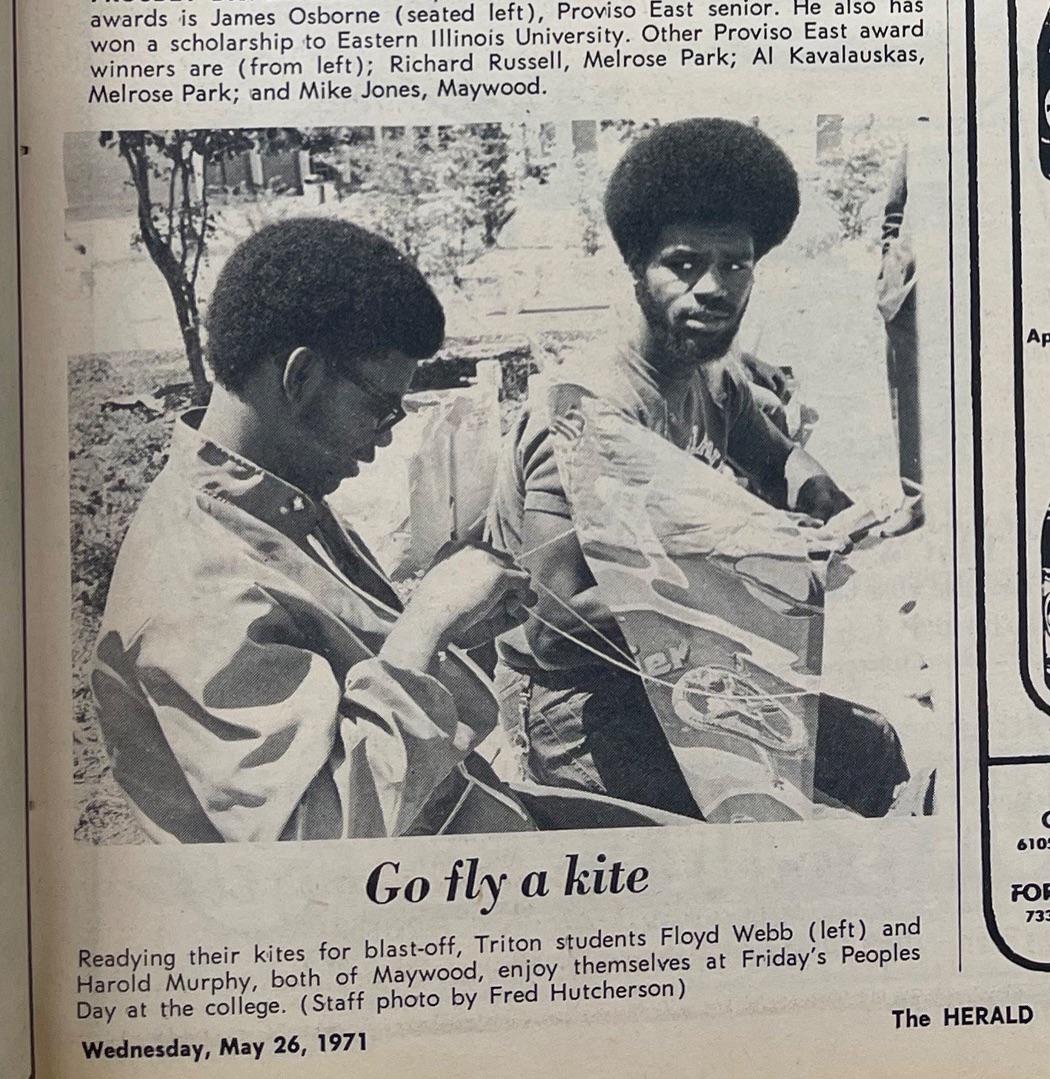 awards is James Osborne (seated left), Proviso East senior. He also has
won a scholarship to Eastern Illinois University. Other Proviso East award
winners are (from left); Richard Russell, Melrose Park; Al Kavalauskas,
Melrose Park; and Mike Jones, Maywood.
Go fly a kite
Readying their kites for blast-off, Triton students Floyd Webb (left) and
Harold Murphy, both of Maywood, enjoy themselves at Friday's Peoples
Day at the college. (Staff photo by Fred Hutcherson)
Wednesday, May 26, 1971
The HERALD
Ap
610
FOR
733